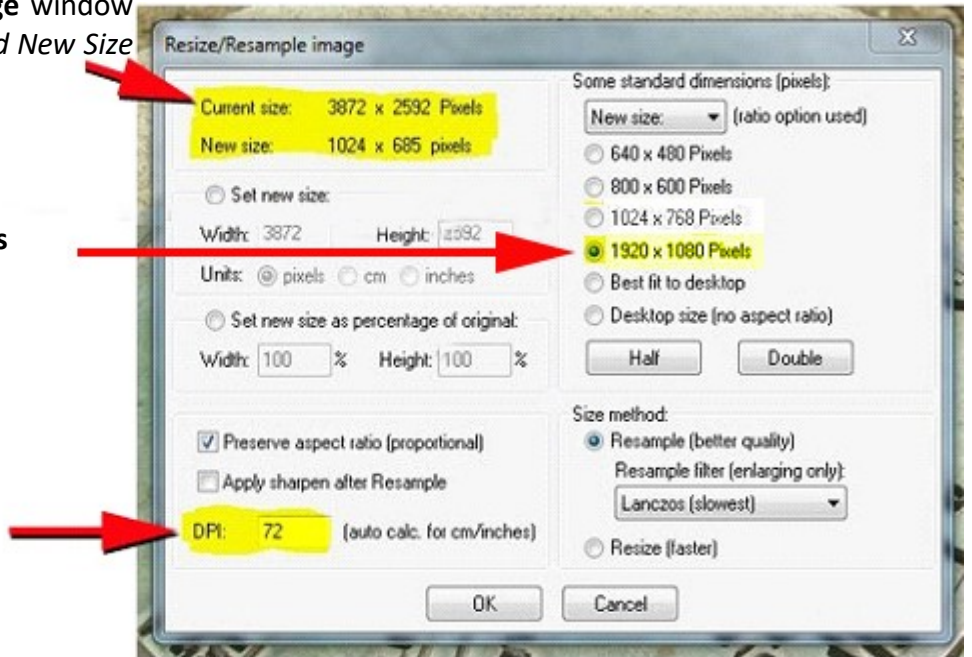 ge window
d New Size
s
Resize/Resample image
Current size: 3872 x 2592 Pixels
New size: 1024 x 685 pixels
Set new size:
Width: 3872 Height: 2592
Units: pixels cm inches
Set new size as percentage of original:
Width: 100 % Height: 100 %
Preserve aspect ratio (proportional)
Apply sharpen after Resample
DPI: 72 (auto calc. for cm/inches)
Some standard dimensions (pixels):
New size: (ratio option used)
640 x 480 Pixels
800 x 600 Pixels
1024 x 768 Pixels
1920 x 1080 Pixels
Best fit to desktop
Desktop size (no aspect ratio)
Half Double
Size method:
Resample (better quality)
Resample filter (enlarging only):
Lanczos (slowest)
Resize (faster)
OK Cancel